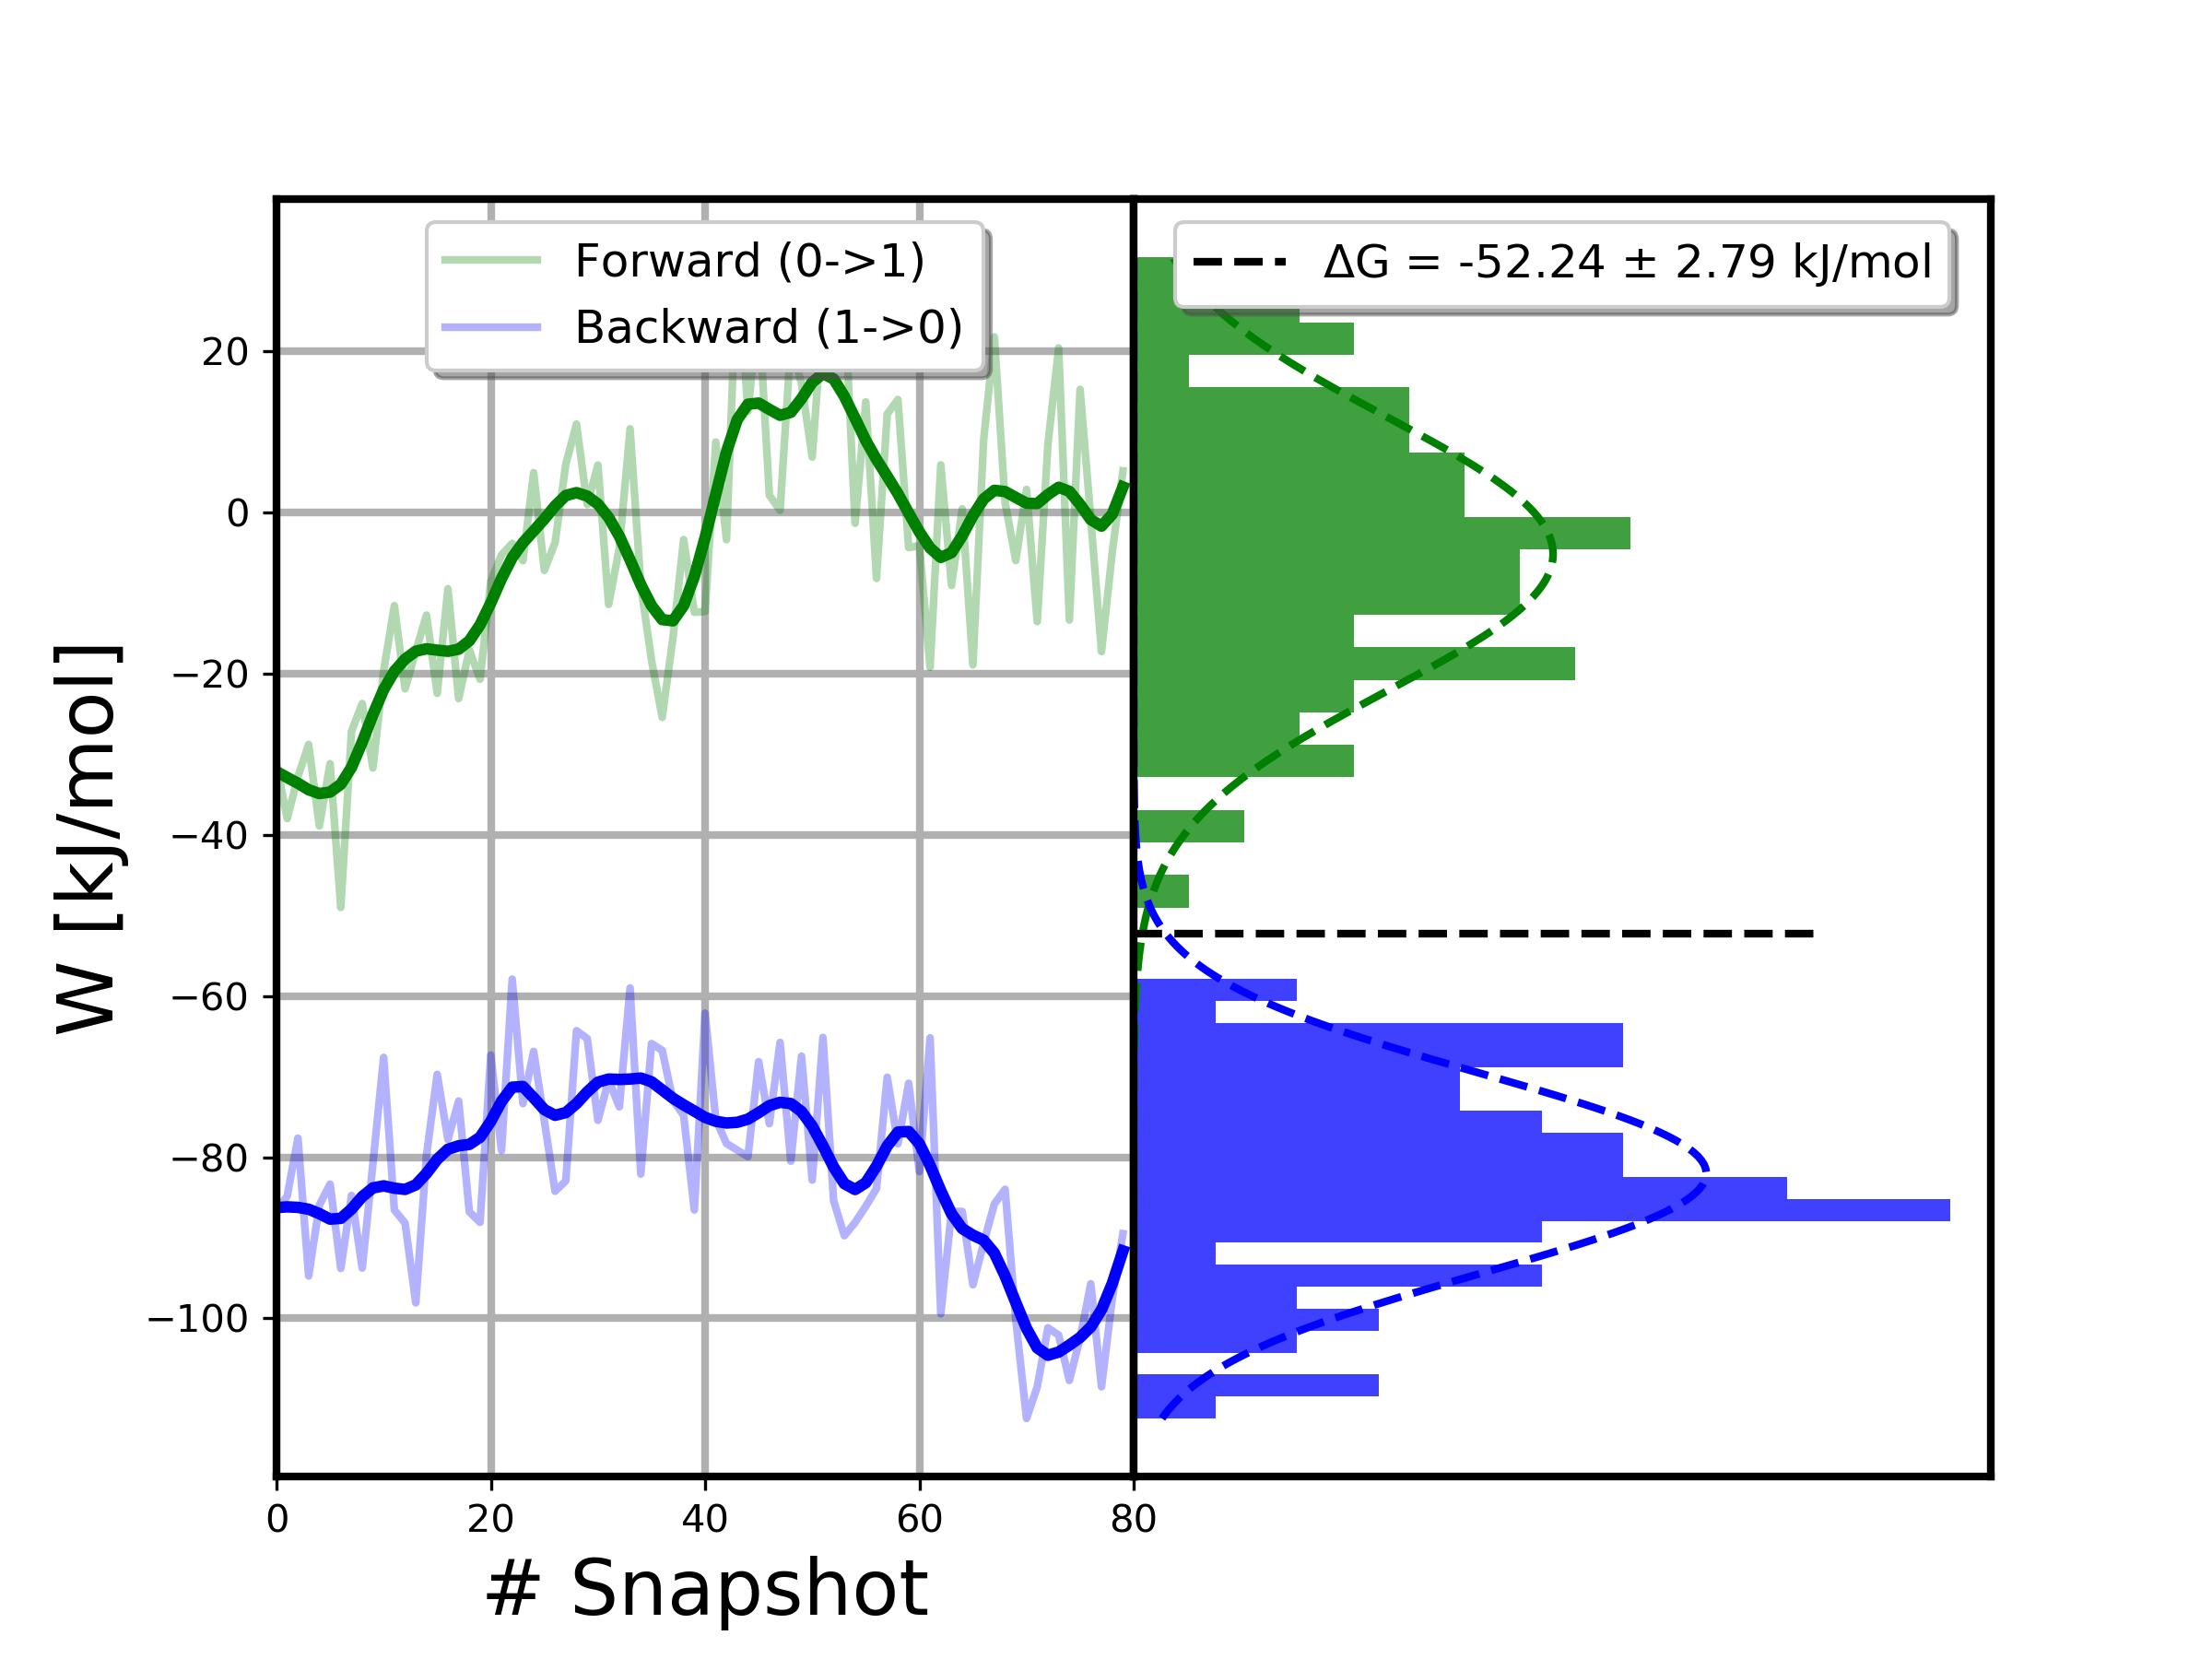 Forward (0->1)
Backward (1->0)
ΔG = -52.24 ± 2.79 kJ/mol
W [kJ/mol]
20
0
−20
−40
−60
−80
−100
0 20 40 60 80
# Snapshot